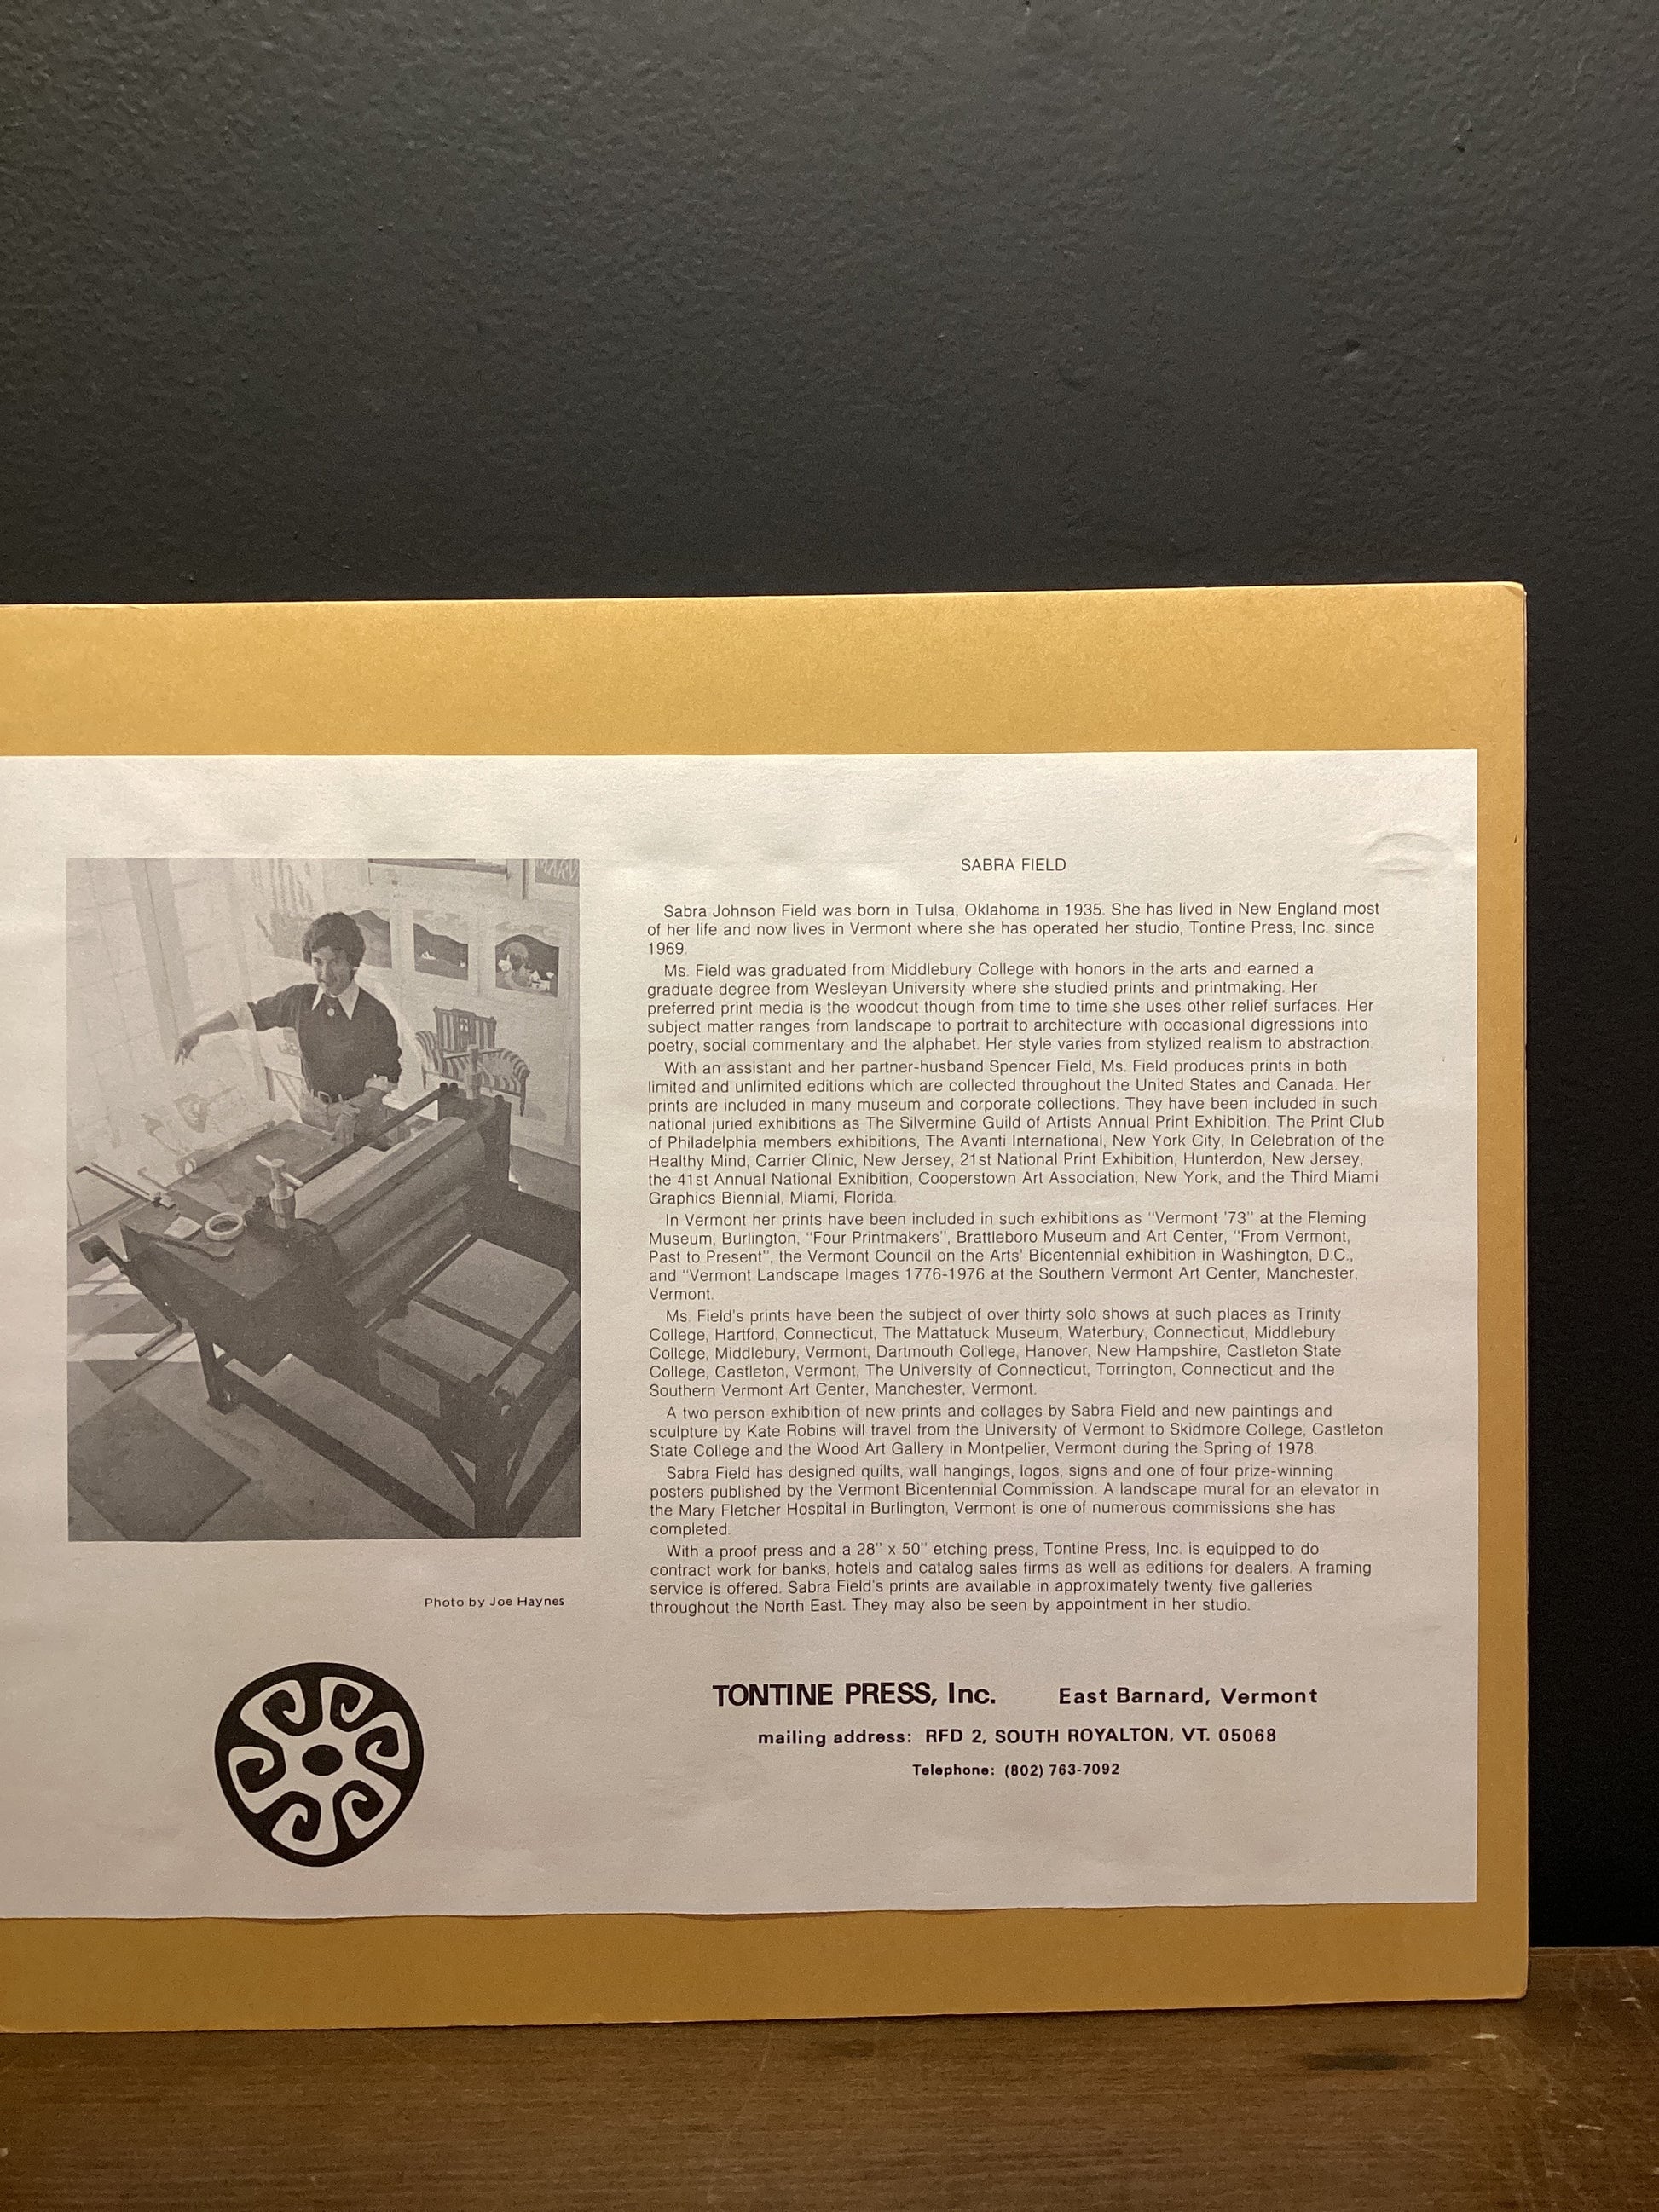 SABRA FIELD
Sabra Johnson Field was born in Tulsa, Oklahoma in 1935. She has lived in New England most
of her life and now lives in Vermont where she has operated her studio, Tontine Press, Inc. since
1969.
Ms. Field was graduated from Middlebury College with honors in the arts and earned a
graduate degree from Wesleyan University where she studied prints and printmaking. Her
preferred print media is the woodcut though from time to time she uses other relief surfaces. Her
subject matter ranges from landscape to portrait to architecture with occasional digressions into
poetry, social commentary and the alphabet. Her style varies from stylized realism to abstraction.
With an assistant and her partner-husband Spencer Field, Ms. Field produces prints in both
limited and unlimited editions which are collected throughout the United States and Canada. Her
prints are included in many museum and corporate collections. They have been included in such
national juried exhibitions as The Silvermine Guild of Artists Annual Print Exhibition, The Print Club
of Philadelphia members exhibitions, The Avanti International, New York City, In Celebration of the
Healthy Mind, Carrier Clinic, New Jersey, 21st National Print Exhibition, Hunterdon, New Jersey,
the 41st Annual National Exhibition, Cooperstown Art Association, New York, and the Third Miami
Graphics Biennial, Miami, Florida.
In Vermont her prints have been included in such exhibitions as "Vermont '73" at the Fleming
Museum, Burlington, "Four Printmakers", Brattleboro Museum and Art Center, "From Vermont,
Past to Present", the Vermont Council on the Arts' Bicentennial exhibition in Washington, D.C.,
and "Vermont Landscape Images 1776-1976 at the Southern Vermont Art Center, Manchester,
Vermont.
Ms. Field's prints have been the subject of over thirty solo shows at such places as Trinity
College, Hartford, Connecticut, The Mattatuck Museum, Waterbury, Connecticut, Middlebury
College, Middlebury, Vermont, Dartmouth College, Hanover, New Hampshire, Castleton State
College, Castleton, Vermont, The University of Connecticut, Torrington, Connecticut and the
Southern Vermont Art Center, Manchester, Vermont.
A two person exhibition of new prints and collages by Sabra Field and new paintings and
sculpture by Kate Robins will travel from the University of Vermont to Skidmore College, Castleton
State College and the Wood Art Gallery in Montpelier, Vermont during the Spring of 1978.
Sabra Field has designed quilts, wall hangings, logos, signs and one of four prize-winning
posters published by the Vermont Bicentennial Commission. A landscape mural for an elevator in
the Mary Fletcher Hospital in Burlington, Vermont is one of numerous commissions she has
completed.
With a proof press and a 28" x 50" etching press, Tontine Press, Inc. is equipped to do
contract work for banks, hotels and catalog sales firms as well as editions for dealers. A framing
service is offered. Sabra Field's prints are available in approximately twenty five galleries
throughout the North East. They may also be seen by appointment in her studio.
Photo by Joe Haynes
TONTINE PRESS, Inc. East Barnard, Vermont
mailing address: RFD 2, SOUTH ROYALTON, VT. 05068
Telephone: (802) 763-7092